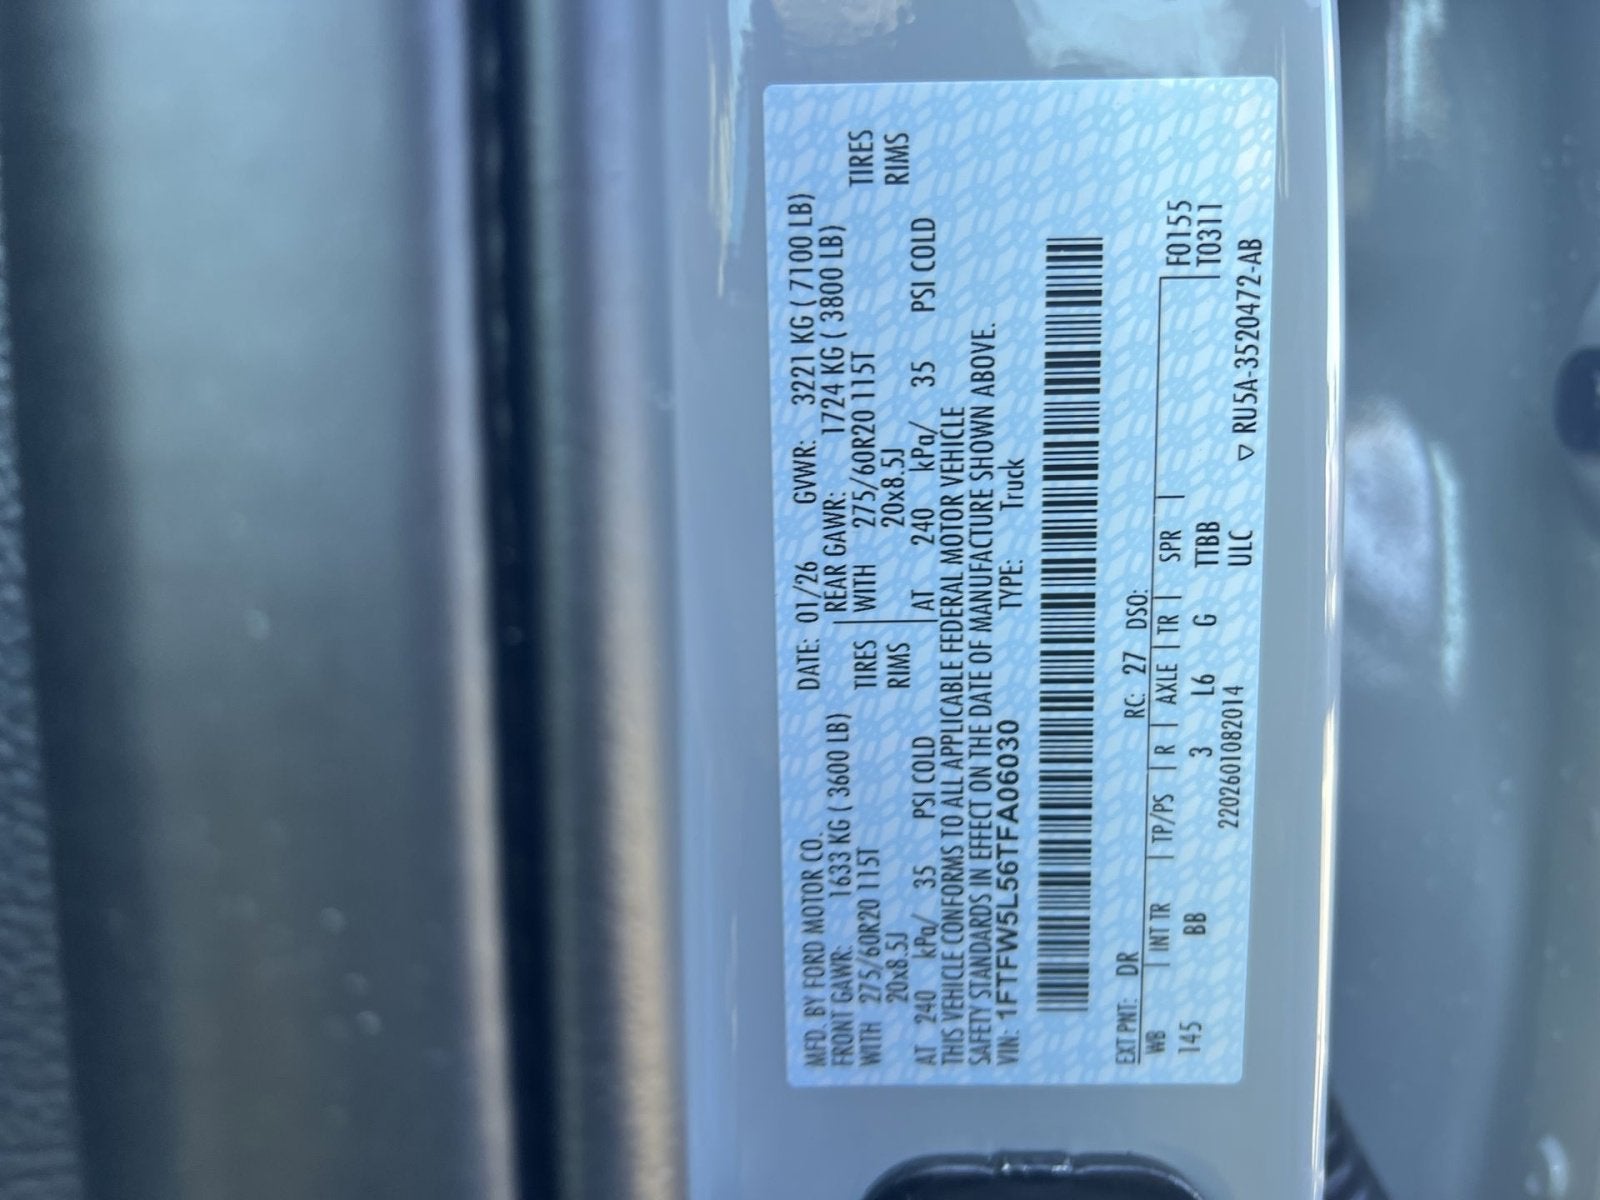 MFD. BY FORD MOTOR CO. DATE: 01/26 GVWR: 3221 KG ( 7100 LB)
FRONT GAWR: 1633 KG ( 3600 LB) REAR GAWR: 1724 KG ( 3800 LB)
WITH 275/60R20 115T TIRES WITH 275/60R20 115T TIRES
20x8.5J RIMS 20x8.5J RIMS
AT 240 kPa/ 35 PSI COLD AT 240 kPa/ 35 PSI COLD
THIS VEHICLE CONFORMS TO ALL APPLICABLE FEDERAL MOTOR VEHICLE
SAFETY STANDARDS IN EFFECT ON THE DATE OF MANUFACTURE SHOWN ABOVE.
VIN: 1FTFW5L56TFA06030 TYPE: Truck
EXT PNT: DR RC: 27 DSO:
WB INT TR TP/PS R AXLE TR SPR F0155
145 BB 3 L6 G TTBB T0311
2202601082014 ULC ▽ RU5A-3520472-AB